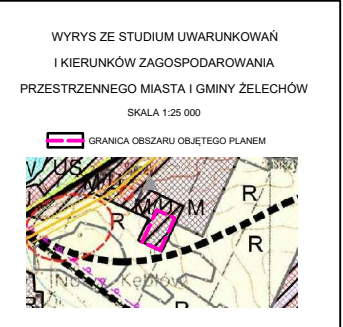 WYRYS ZE STUDIUM UWARUNKOWAŃ
I KIERUNKÓW ZAGOSPODAROWANIA
PRZESTRZENNEGO MIASTA I GMINY ŻELECHÓW
SKALA 1:25 000
GRANICA OBSZARU OBJĘTEGO PLANEM
US
R
M
R
R
R
Kębłów